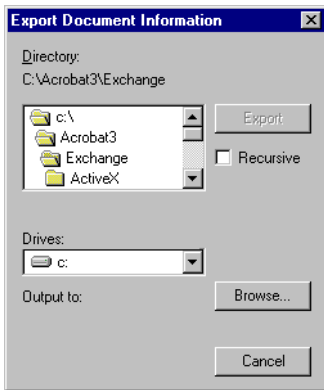 Export Document Information
Directory:
C:\Acrobat3\Exchange
c:\
Export
Acrobat3
Exchange
Recursive
ActiveX
Drives:
c:
Output to:
Browse...
Cancel